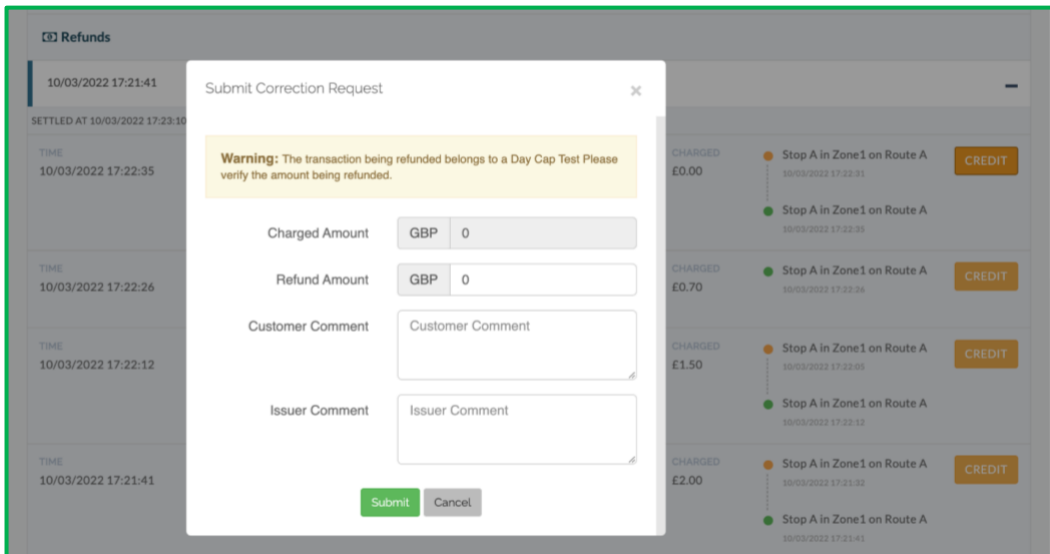 Refunds
10/03/2022 17:21:41
SETTLED AT 10/03/2022 17:23:10
Submit Correction Request
×
Warning: The transaction being refunded belongs to a Day Cap Test Please
verify the amount being refunded.
Charged Amount GBP 0
Refund Amount GBP 0
Customer Comment Customer Comment
Issuer Comment Issuer Comment
Submit Cancel
TIME
10/03/2022 17:22:35
CHARGED
£0.00
Stop A in Zone1 on Route A
10/03/2022 17:22:31
Stop A in Zone1 on Route A
10/03/2022 17:22:35
CREDIT
TIME
10/03/2022 17:22:26
CHARGED
£0.70
Stop A in Zone1 on Route A
10/03/2022 17:22:26
CREDIT
TIME
10/03/2022 17:22:12
CHARGED
£1.50
Stop A in Zone1 on Route A
10/03/2022 17:22:05
Stop A in Zone1 on Route A
10/03/2022 17:22:12
CREDIT
TIME
10/03/2022 17:21:41
CHARGED
£2.00
Stop A in Zone1 on Route A
10/03/2022 17:21:32
Stop A in Zone1 on Route A
10/03/2022 17:21:41
CREDIT